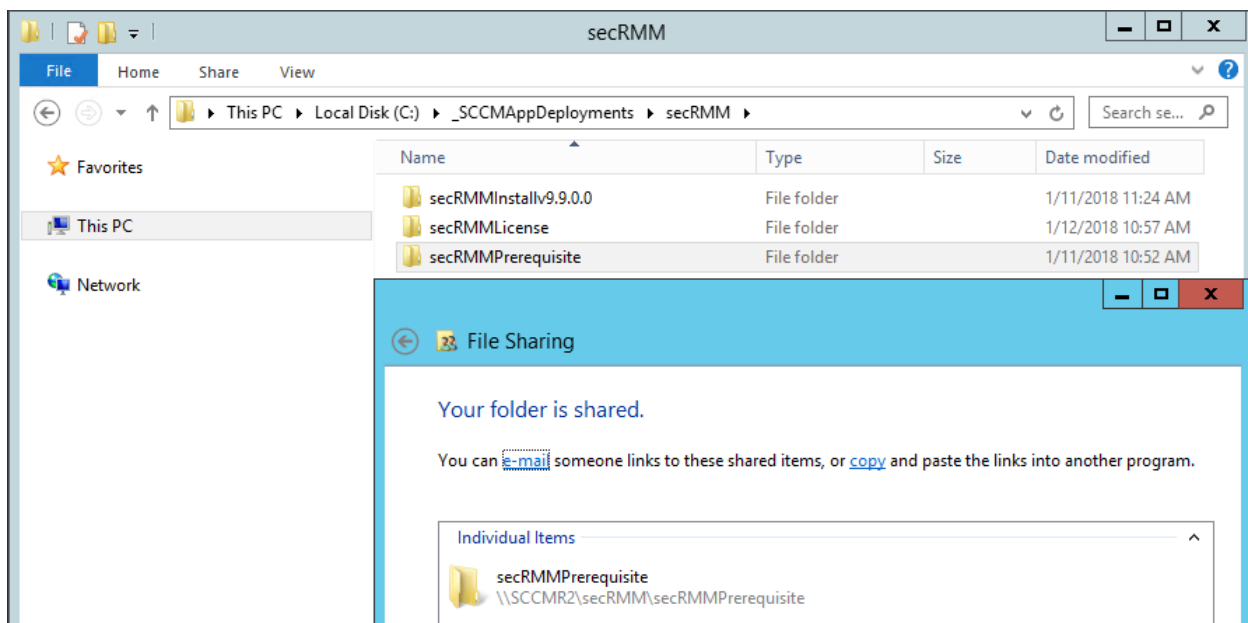 secRMM
File Home Share View
This PC Local Disk (C:) _SCCMAppDeployments secRMM Search se...
Favorites
This PC
Network
Name Type Size Date modified
secRMMInstallv9.9.0.0 File folder 1/11/2018 11:24 AM
secRMMLicense File folder 1/12/2018 10:57 AM
secRMMPrerequisite File folder 1/11/2018 10:52 AM
File Sharing
Your folder is shared.
You can e-mail someone links to these shared items, or copy and paste the links into another program.
Individual Items
secRMMPrerequisite
\\SCCMR2\secRMM\secRMMPrerequisite